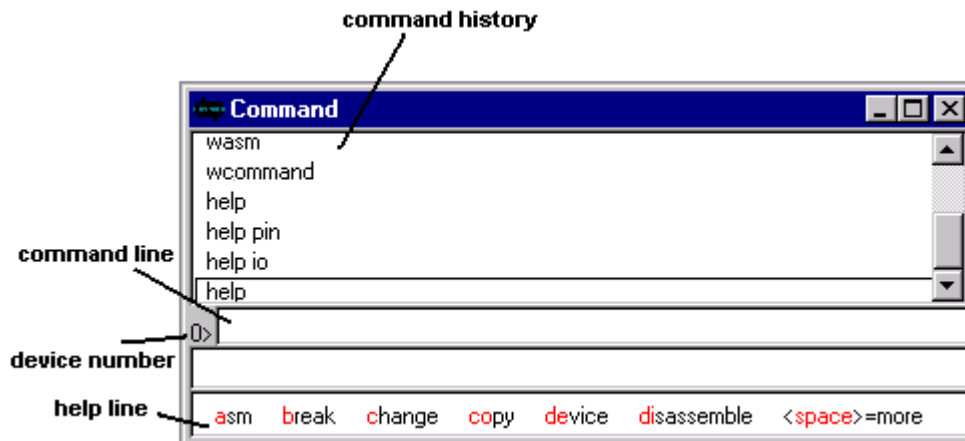 command history
Command
wasm
wcommand
help
help pin
help io
help
command line
0>
device number
help line
asm break change copy device disassemble <space>=more